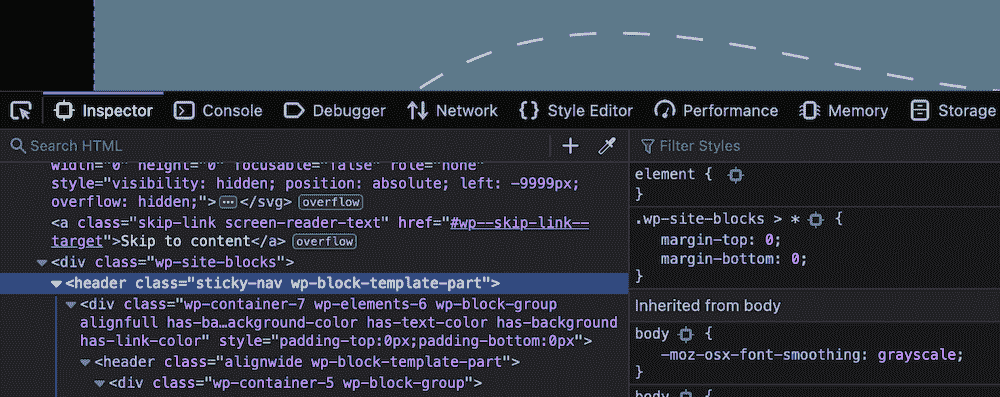 Inspector Console Debugger Network Style Editor Performance Memory Storage
Search HTML
width="0" height="0" focusable="false" role="none"
style="visibility: hidden; position: absolute; left: -9999px;
overflow: hidden;">⋯</svg> overflow
<a class="skip-link screen-reader-text" href="#wp--skip-link--
target">Skip to content</a> overflow
<div class="wp-site-blocks">
<header class="sticky-nav wp-block-template-part">
<div class="wp-container-7 wp-elements-6 wp-block-group
alignfull has-ba…ackground-color has-text-color has-background
has-link-color" style="padding-top:0px;padding-bottom:0px">
<header class="alignwide wp-block-template-part">
<div class="wp-container-5 wp-block-group">
Filter Styles
element {
}
.wp-site-blocks > * {
margin-top: 0;
margin-bottom: 0;
}
Inherited from body
body {
-moz-osx-font-smoothing: grayscale;
}